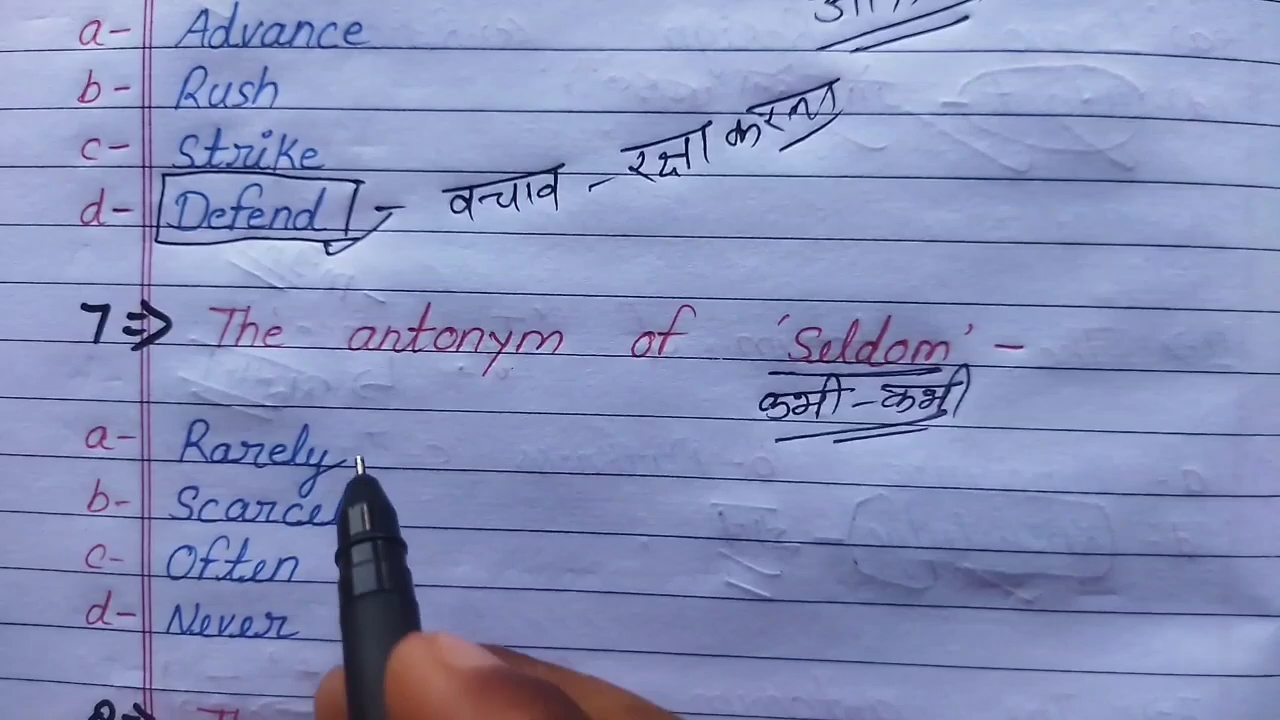 a- Advance
b- Rush
c- Strike
d- Defend - बचाव - रक्षा करना
7⇒ The antonym of 'Seldom' -
कभी-कभी
a- Rarely
b- Scarce
c- Often
d- Never